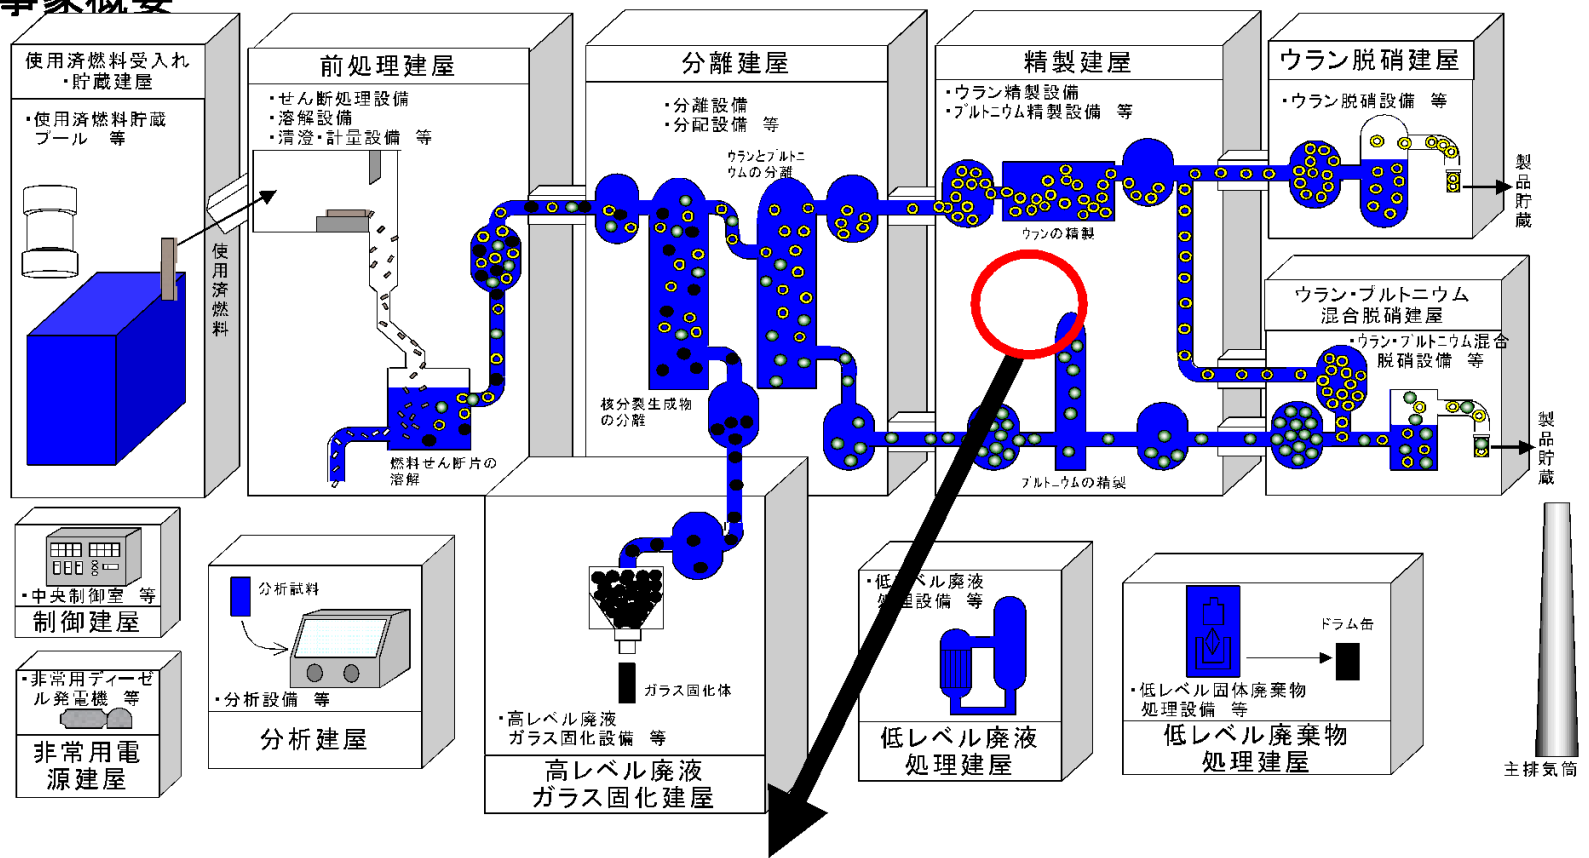 事象概要
使用済燃料受入れ
・貯蔵建屋
・使用済燃料貯蔵
プール 等
使用済燃料
前処理建屋
・せん断処理設備
・溶解設備
・清澄・計量設備 等
燃料せん断片の
溶解
分離建屋
・分離設備
・分配設備 等
ウランとプルトニ
ウムの分離
核分裂生成物
の分離
精製建屋
・ウラン精製設備
・プルトニウム精製設備 等
ウランの精製
プルトニウムの精製
ウラン脱硝建屋
・ウラン脱硝設備 等
製品貯蔵
ウラン・プルトニウム
混合脱硝建屋
・ウラン・プルトニウム混合
脱硝設備 等
製品貯蔵
・中央制御室 等
制御建屋
・非常用ディーゼ
ル発電機 等
非常用電
源建屋
分析試料
・分析設備 等
分析建屋
ガラス固化体
・高レベル廃液
ガラス固化設備 等
高レベル廃液
ガラス固化建屋
・低レベル廃液
処理設備 等
低レベル廃液
処理建屋
ドラム缶
・低レベル固体廃棄物
処理設備 等
低レベル廃棄物
処理建屋
主排気筒